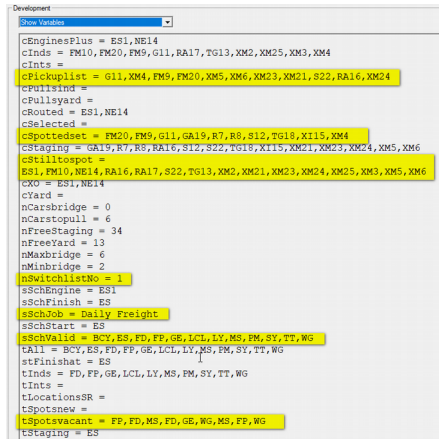 Development
Show Variables
cEnginesPlus = ES1,NE14
cInds = FM10,FM20,FM9,G11,RA17,TG13,XM2,XM25,XM3,XM4
cInts =
cPickuplist = G11,XM4,FM9,FM20,XM5,XM6,XM23,XM21,S22,RA16,XM24
cPullsind =
cPullsyard =
cRouted = ES1,NE14
cSelected =
cSpottedset = FM20,FM9,G11,GA19,R7,R8,S12,TG18,XI15,XM4
cStaging = GA19,R7,R8,RA16,S12,S22,TG18,XI15,XM21,XM23,XM24,XM5,XM6
cStilltospot =
ES1,FM10,NE14,RA16,RA17,S22,TG13,XM2,XM21,XM23,XM24,XM25,XM3,XM5,XM6
cXO = ES1,NE14
cYard =
nCarsbridge = 0
nCarstopull = 6
nFreeStaging = 34
nFreeYard = 13
nMaxbridge = 6
nMinbridge = 2
nSwitchlistNo = 1
sSchEngine = ES1
sSchFinish = ES
sSchJob = Daily Freight
sSchStart = ES
sSchValid = BCY,ES,FD,FP,GE,LCL,LY,MS,PM,SY,TT,WG
tAll = BCY,ES,FD,FP,GE,LCL,LY,MS,PM,SY,TT,WG
stFinishat = ES
tInds = FD,FP,GE,LCL,LY,MS,PM,SY,TT,WG
tInts =
tLocationsSR =
tSpotsnew =
tSpotsvacant = FP,FD,MS,FD,GE,WG,MS,FP,WG
tStaging = ES